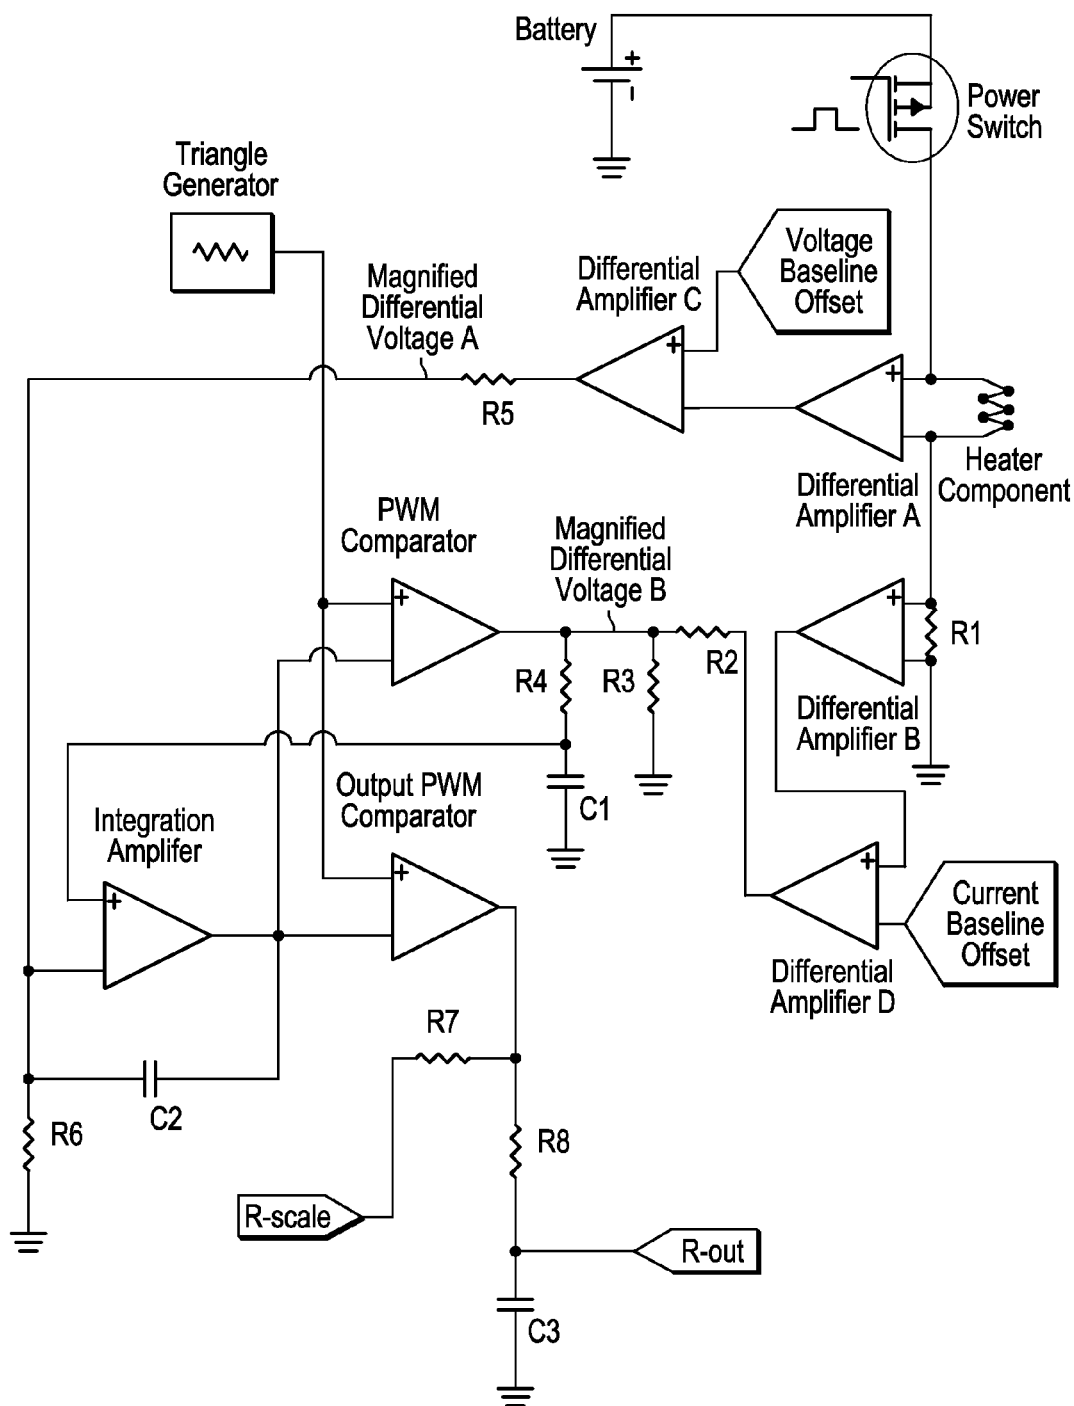 Battery
+
Power
Switch
Triangle
Generator
Voltage
Baseline
Offset
Differential
Amplifier C
Magnified
Differential
Voltage A
+
+
R5
Heater
Component
Differential
Amplifier A
PWM
Comparator
Magnified
Differential
Voltage B
+
+
R1
R2
R4
R3
Differential
Amplifier B
Output PWM
Comparator
C1
Integration
Amplifer
+
+
+
Current
Baseline
Offset
Differential
Amplifier D
R7
C2
R6
R8
R-scale
R-out
C3